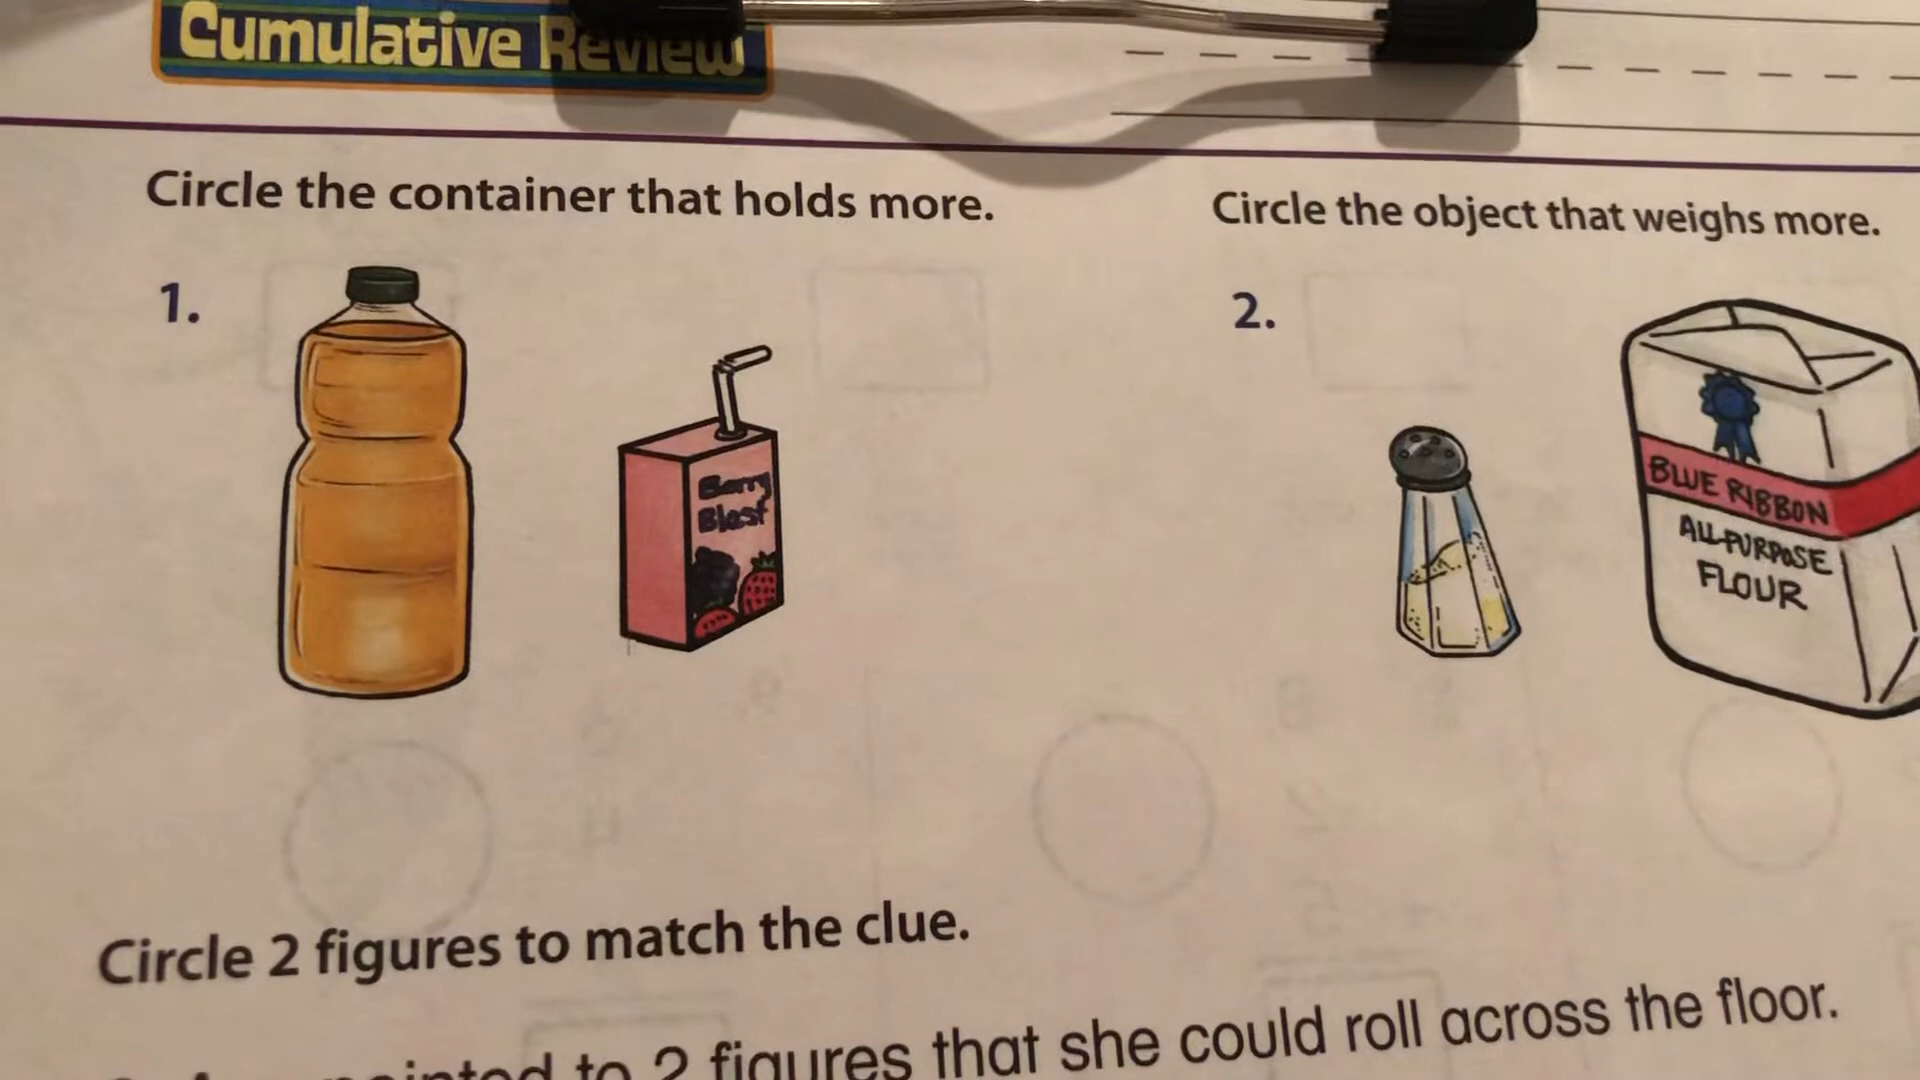 Cumulative Review
Circle the container that holds more.
Circle the object that weighs more.
1.
2.
Berry
Blast
BLUE RIBBON
ALL-PURPOSE
FLOUR
Circle 2 figures to match the clue.
to 2 figures that she could roll across the floor.